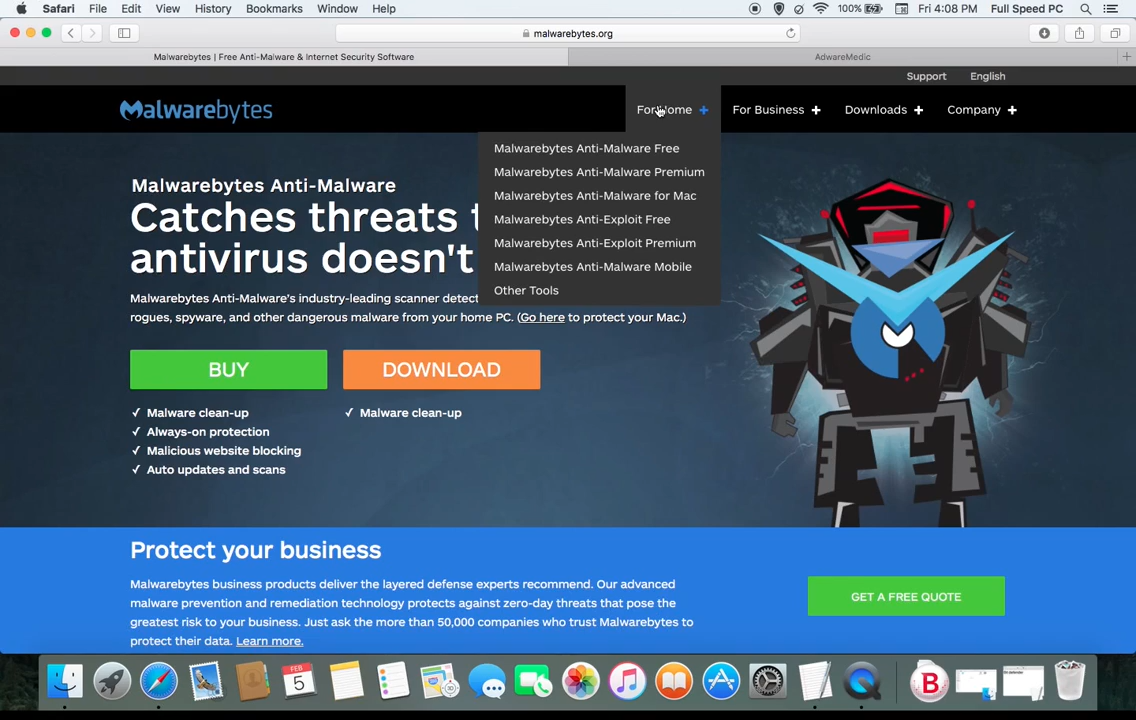 Safari File Edit View History Bookmarks Window Help 100% Fri 4:08 PM Full Speed PC
malwarebytes.org
Malwarebytes | Free Anti-Malware & Internet Security Software AdwareMedic
Support English
Malwarebytes For Home + For Business + Downloads + Company +
Malwarebytes Anti-Malware Free
Malwarebytes Anti-Malware Premium
Malwarebytes Anti-Malware for Mac
Malwarebytes Anti-Exploit Free
Malwarebytes Anti-Exploit Premium
Malwarebytes Anti-Malware Mobile
Other Tools
Malwarebytes Anti-Malware
Catches threats
antivirus doesn't
Malwarebytes Anti-Malware's industry-leading scanner detec
rogues, spyware, and other dangerous malware from your home PC. (Go here to protect your Mac.)
BUY DOWNLOAD
✓ Malware clean-up ✓ Malware clean-up
✓ Always-on protection
✓ Malicious website blocking
✓ Auto updates and scans
Protect your business
Malwarebytes business products deliver the layered defense experts recommend. Our advanced
malware prevention and remediation technology protects against zero-day threats that pose the
greatest risk to your business. Just ask the more than 50,000 companies who trust Malwarebytes to
protect their data. Learn more.
GET A FREE QUOTE
FEB
5